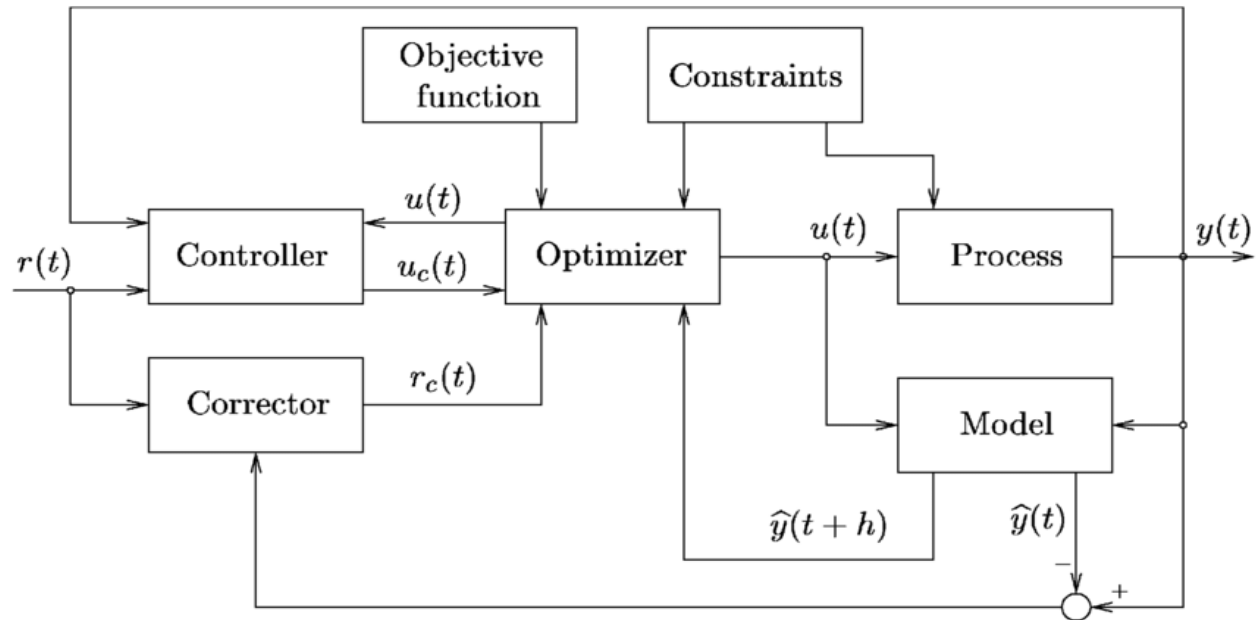 Objective
function
Constraints
u(t)
u(t)
y(t)
r(t)
Controller
Optimizer
Process
u_c(t)
r_c(t)
Corrector
Model
ŷ(t + h)
ŷ(t)
−
+